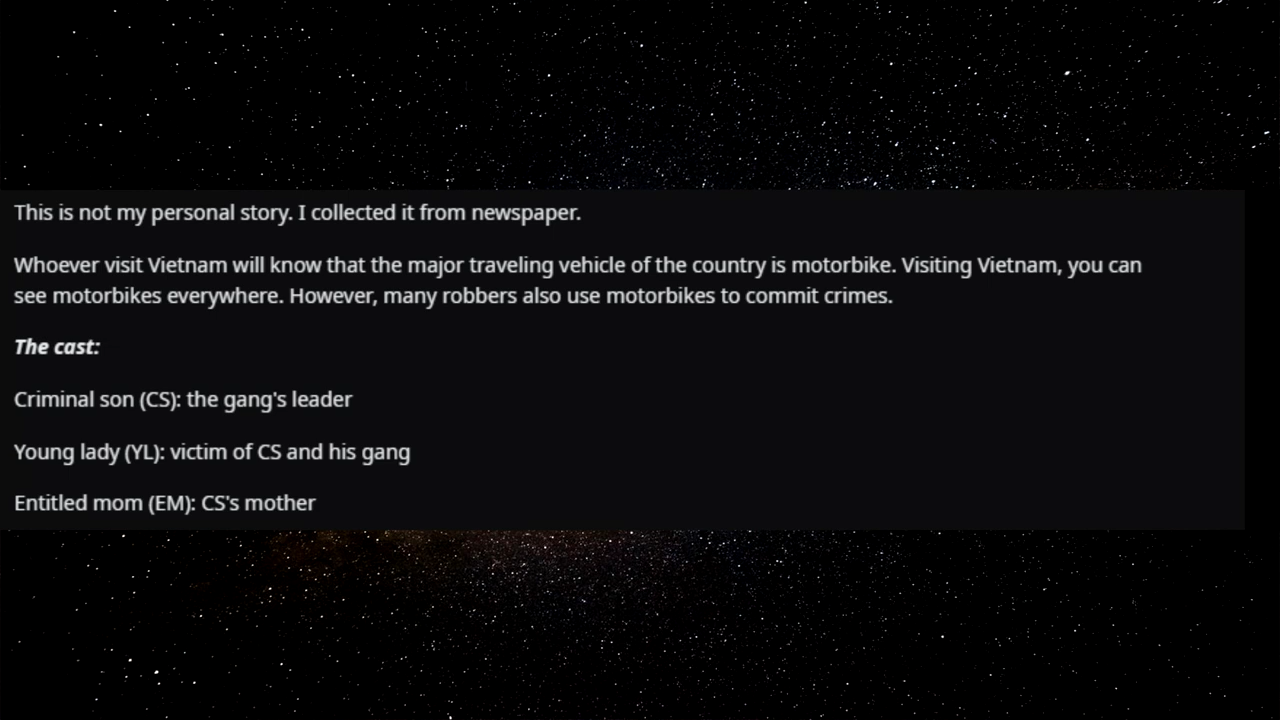 This is not my personal story. I collected it from newspaper.
Whoever visit Vietnam will know that the major traveling vehicle of the country is motorbike. Visiting Vietnam, you can
see motorbikes everywhere. However, many robbers also use motorbikes to commit crimes.
The cast:
Criminal son (CS): the gang's leader
Young lady (YL): victim of CS and his gang
Entitled mom (EM): CS's mother